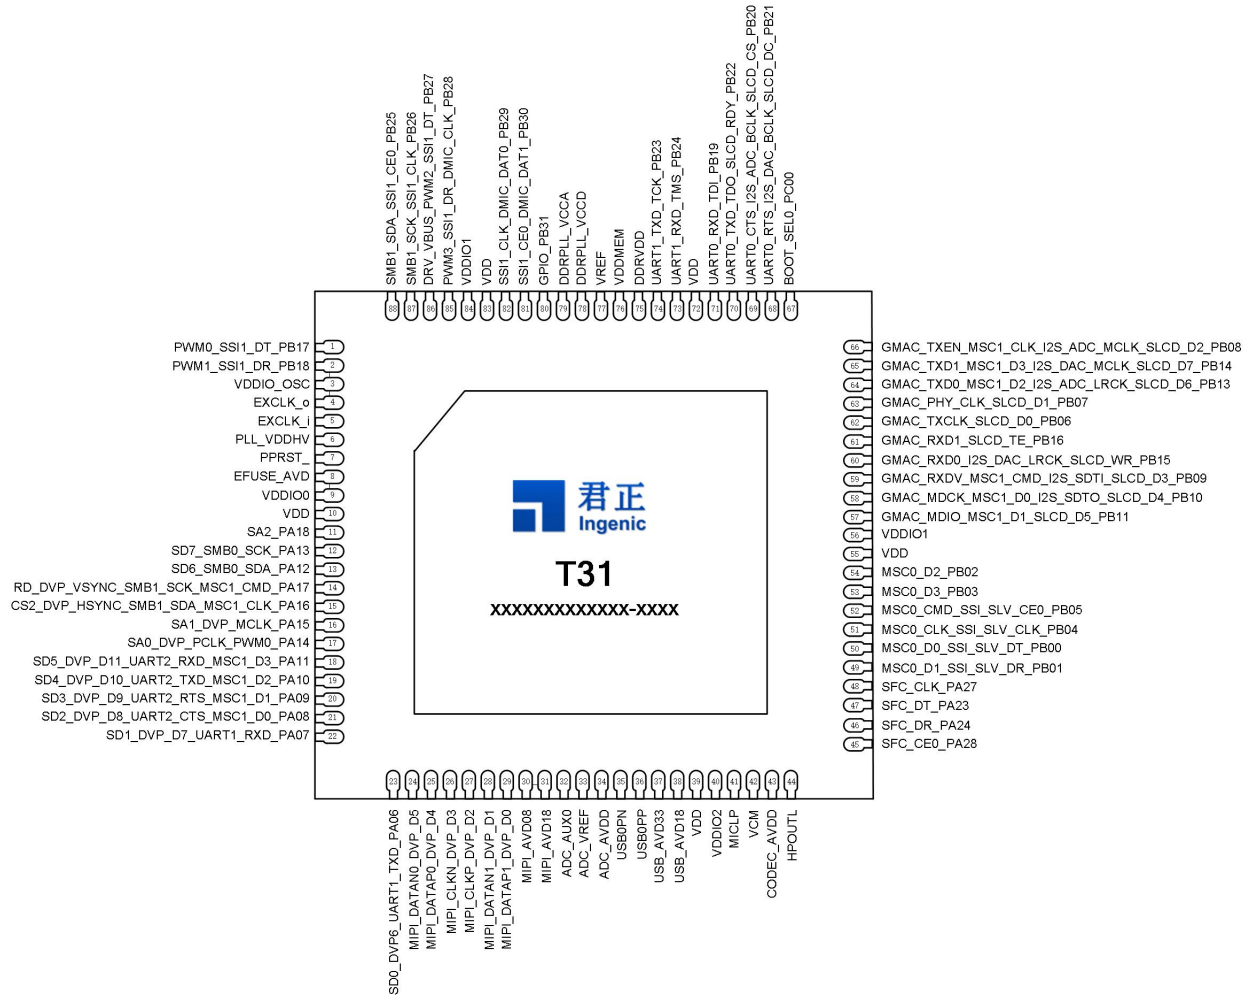 SMB1_SDA_SSI1_CE0_PB25
SMB1_SCK_SSI1_CLK_PB26
DRV_VBUS_PWM2_SSI1_DT_PB27
PWM3_SSI1_DR_DMIC_CLK_PB28
VDDIO1
VDD
SSI1_CLK_DMIC_DAT0_PB29
SSI1_CE0_DMIC_DAT1_PB30
GPIO_PB31
DDRPLL_VCCA
DDRPLL_VCCD
VREF
VDDMEM
DDRVDD
UART1_TXD_TCK_PB23
UART1_RXD_TMS_PB24
VDD
UART0_RXD_TDI_PB19
UART0_TXD_TDO_SLCD_RDY_PB22
UART0_CTS_I2S_ADC_BCLK_SLCD_CS_PB20
UART0_RTS_I2S_DAC_BCLK_SLCD_DC_PB21
BOOT_SEL0_PC00
88 87 86 85 84 83 82 81 80 79 78 77 76 75 74 73 72 71 70 69 68 67
PWM0_SSI1_DT_PB17 1
PWM1_SSI1_DR_PB18 2
VDDIO_OSC 3
EXCLK_o 4
EXCLK_i 5
PLL_VDDHV 6
PPRST_ 7
EFUSE_AVD 8
VDDIO0 9
VDD 10
SA2_PA18 11
SD7_SMB0_SCK_PA13 12
SD6_SMB0_SDA_PA12 13
RD_DVP_VSYNC_SMB1_SCK_MSC1_CMD_PA17 14
CS2_DVP_HSYNC_SMB1_SDA_MSC1_CLK_PA16 15
SA1_DVP_MCLK_PA15 16
SA0_DVP_PCLK_PWM0_PA14 17
SD5_DVP_D11_UART2_RXD_MSC1_D3_PA11 18
SD4_DVP_D10_UART2_TXD_MSC1_D2_PA10 19
SD3_DVP_D9_UART2_RTS_MSC1_D1_PA09 20
SD2_DVP_D8_UART2_CTS_MSC1_D0_PA08 21
SD1_DVP_D7_UART1_RXD_PA07 22
君正
Ingenic
T31
XXXXXXXXXXXXX-XXXX
66 GMAC_TXEN_MSC1_CLK_I2S_ADC_MCLK_SLCD_D2_PB08
65 GMAC_TXD1_MSC1_D3_I2S_DAC_MCLK_SLCD_D7_PB14
64 GMAC_TXD0_MSC1_D2_I2S_ADC_LRCK_SLCD_D6_PB13
63 GMAC_PHY_CLK_SLCD_D1_PB07
62 GMAC_TXCLK_SLCD_D0_PB06
61 GMAC_RXD1_SLCD_TE_PB16
60 GMAC_RXD0_I2S_DAC_LRCK_SLCD_WR_PB15
59 GMAC_RXDV_MSC1_CMD_I2S_SDTI_SLCD_D3_PB09
58 GMAC_MDCK_MSC1_D0_I2S_SDTO_SLCD_D4_PB10
57 GMAC_MDIO_MSC1_D1_SLCD_D5_PB11
56 VDDIO1
55 VDD
54 MSC0_D2_PB02
53 MSC0_D3_PB03
52 MSC0_CMD_SSI_SLV_CE0_PB05
51 MSC0_CLK_SSI_SLV_CLK_PB04
50 MSC0_D0_SSI_SLV_DT_PB00
49 MSC0_D1_SSI_SLV_DR_PB01
48 SFC_CLK_PA27
47 SFC_DT_PA23
46 SFC_DR_PA24
45 SFC_CE0_PA28
23 24 25 26 27 28 29 30 31 32 33 34 35 36 37 38 39 40 41 42 43 44
SD0_DVP6_UART1_TXD_PA06
MIPI_DATAN0_DVP_D5
MIPI_DATAP0_DVP_D4
MIPI_CLKN_DVP_D3
MIPI_CLKP_DVP_D2
MIPI_DATAN1_DVP_D1
MIPI_DATAP1_DVP_D0
MIPI_AVD08
MIPI_AVD18
ADC_AUX0
ADC_VREF
ADC_AVDD
USB0PN
USB0PP
USB_AVD33
USB_AVD18
VDD
VDDIO2
MICLP
VCM
CODEC_AVDD
HPOUTL